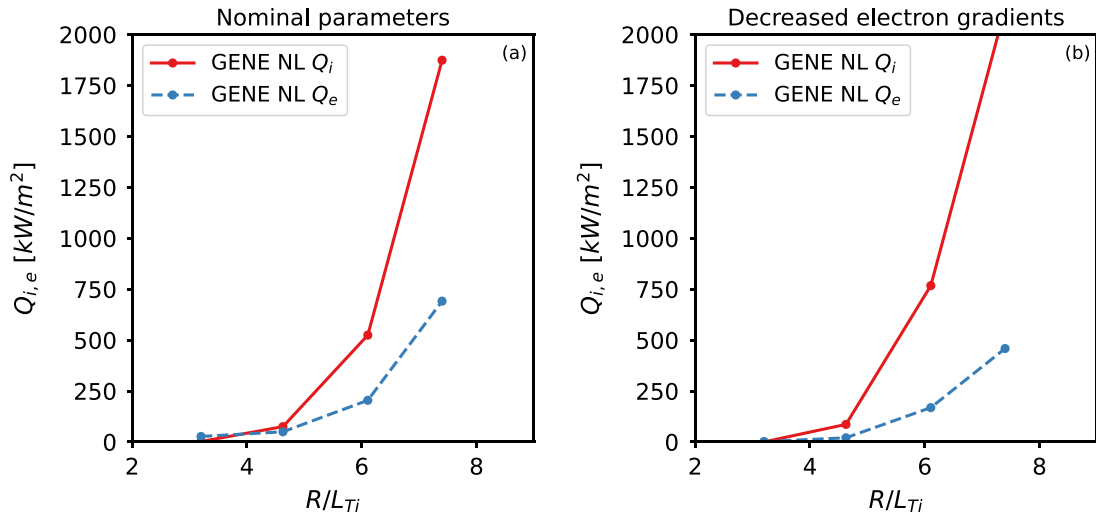 Nominal parameters
(a)
GENE NL Q_i
GENE NL Q_e
2000
1750
1500
1250
1000
750
500
250
0
Q_{i,e} [kW/m^2]
2 4 6 8
R/L_{Ti}
Decreased electron gradients
(b)
GENE NL Q_i
GENE NL Q_e
2000
1750
1500
1250
1000
750
500
250
0
Q_{i,e} [kW/m^2]
2 4 6 8
R/L_{Ti}